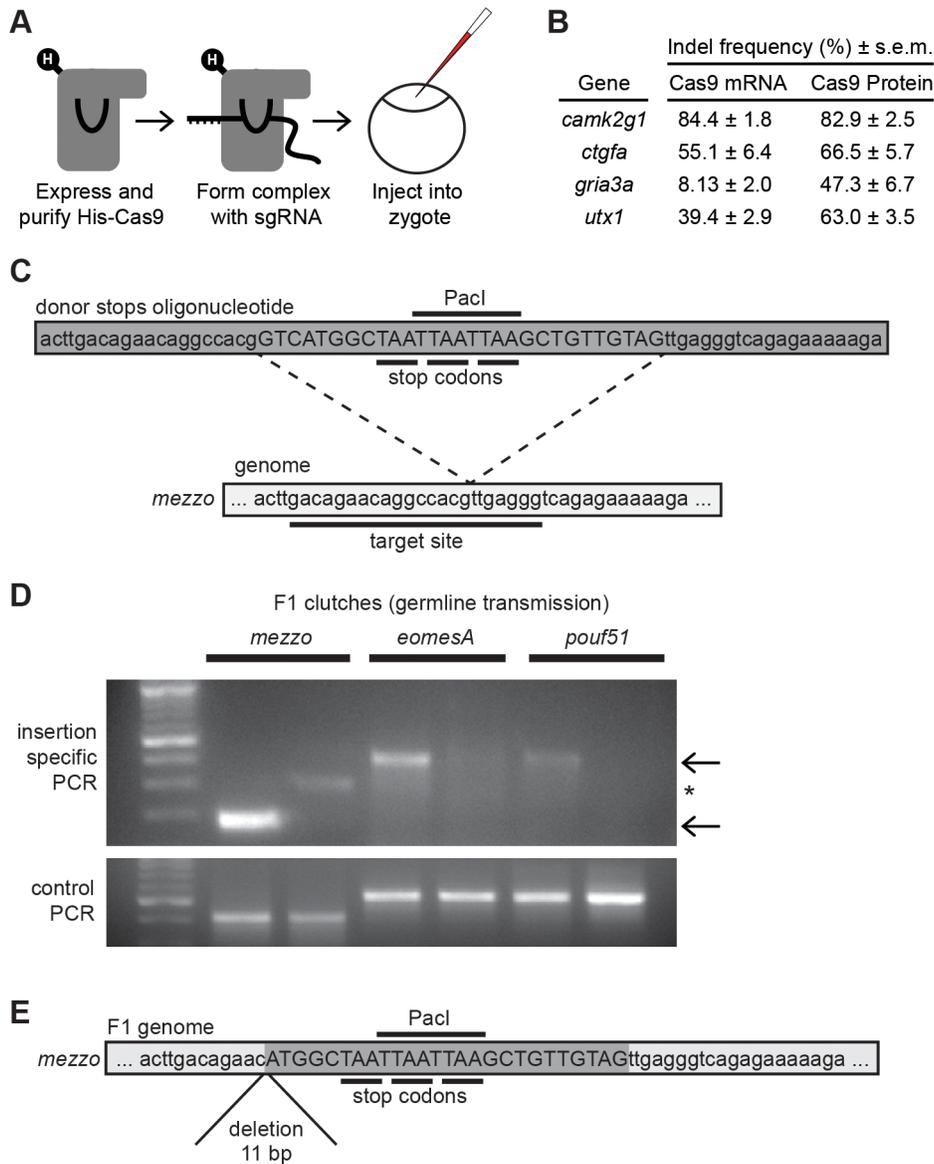 A
H
H
Express and
purify His-Cas9
Form complex
with sgRNA
Inject into
zygote
B
Indel frequency (%) ± s.e.m.
Gene Cas9 mRNA Cas9 Protein
camk2g1 84.4 ± 1.8 82.9 ± 2.5
ctgfa 55.1 ± 6.4 66.5 ± 5.7
gria3a 8.13 ± 2.0 47.3 ± 6.7
utx1 39.4 ± 2.9 63.0 ± 3.5
C
donor stops oligonucleotide
PacI
acttgacagaacaggccacgGTCATGGCTAATTAATTAAGCTGTTGTAGttgagggtcagagaaaaaga
stop codons
genome
mezzo ... acttgacagaacaggccacgttgagggtcagagaaaaaga ...
target site
D
F1 clutches (germline transmission)
mezzo eomesA pouf51
insertion
specific
PCR
*
control
PCR
E
F1 genome
PacI
mezzo ... acttgacagaacATGGCTAATTAATTAAGCTGTTGTAGttgagggtcagagaaaaaga ...
stop codons
deletion
11 bp